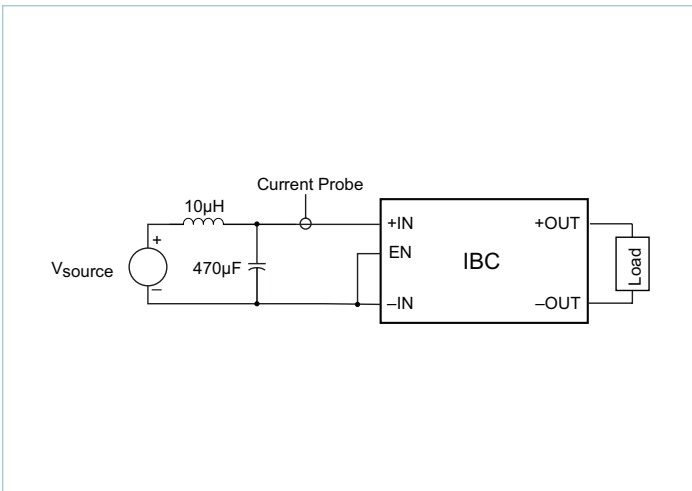 Current Probe
10µH
+IN
+OUT
+
EN
Vsource
470µF
IBC
Load
–
–IN
–OUT